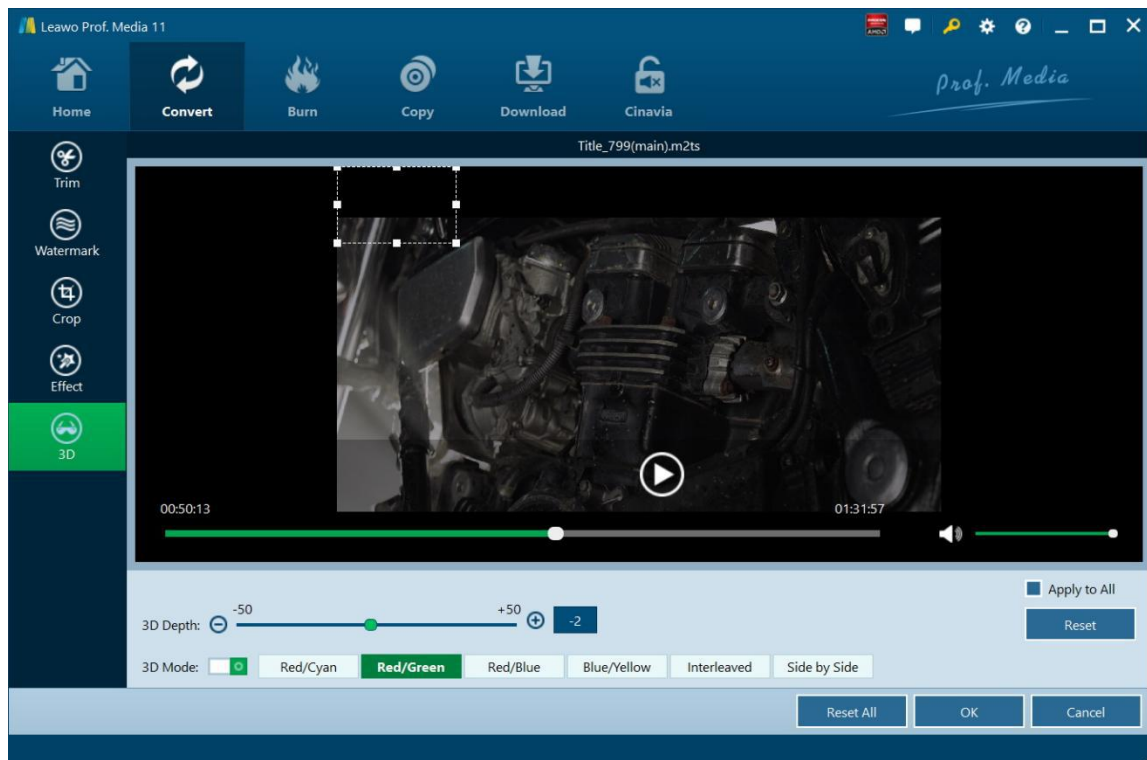 Leawo Prof. Media 11
Home
Convert
Burn
Copy
Download
Cinavia
Prof. Media
Title_799(main).m2ts
Trim
Watermark
Crop
Effect
3D
00:50:13
01:31:57
Apply to All
3D Depth:
-50
+50
-2
Reset
3D Mode:
Red/Cyan
Red/Green
Red/Blue
Blue/Yellow
Interleaved
Side by Side
Reset All
OK
Cancel